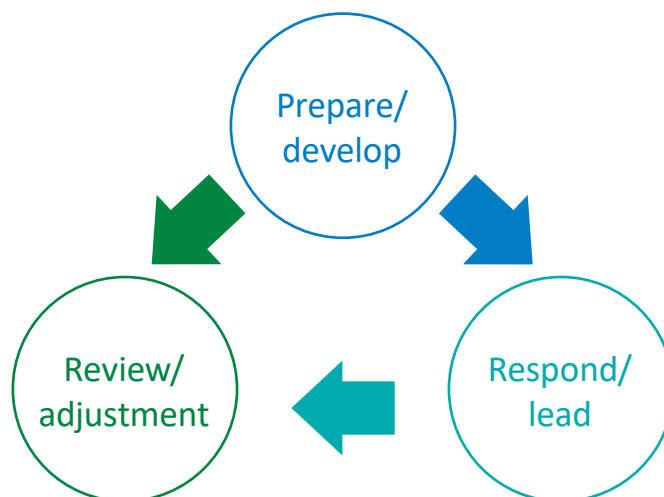 Prepare/
develop
Review/
adjustment
Respond/
lead